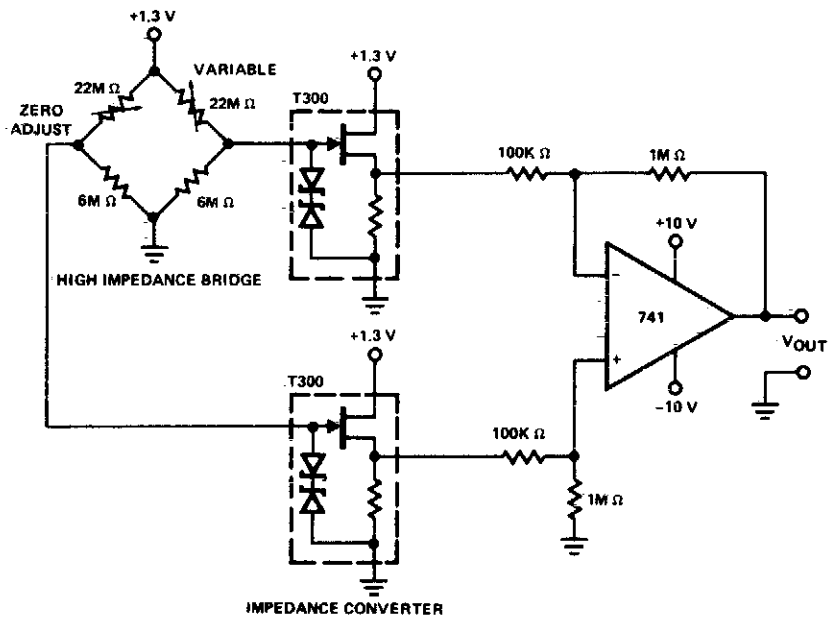 +1.3 V
VARIABLE
22M Ω
22M Ω
ZERO
ADJUST
6M Ω
6M Ω
HIGH IMPEDANCE BRIDGE
T300
+1.3 V
100K Ω
1M Ω
+10 V
−
741
+
−10 V
VOUT
+1.3 V
T300
100K Ω
1M Ω
IMPEDANCE CONVERTER